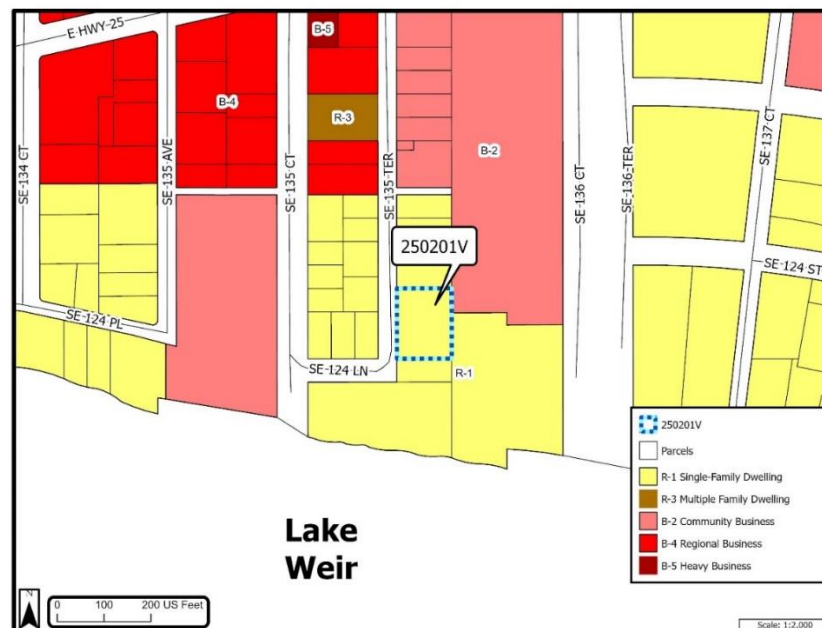 E HWY-25
B-5
B-4
R-3
B-2
SE-134 CT
SE-135 AVE
SE-135 CT
SE-135-TER
SE-136 CT
SE-136-TER
SE-137 CT
250201V
SE-124 ST
SE-124 PL
SE-124 LN
R-1
Lake
Weir
250201V
Parcels
R-1 Single-Family Dwelling
R-3 Multiple Family Dwelling
B-2 Community Business
B-4 Regional Business
B-5 Heavy Business
N
0 100 200 US Feet
Scale: 1:2,000